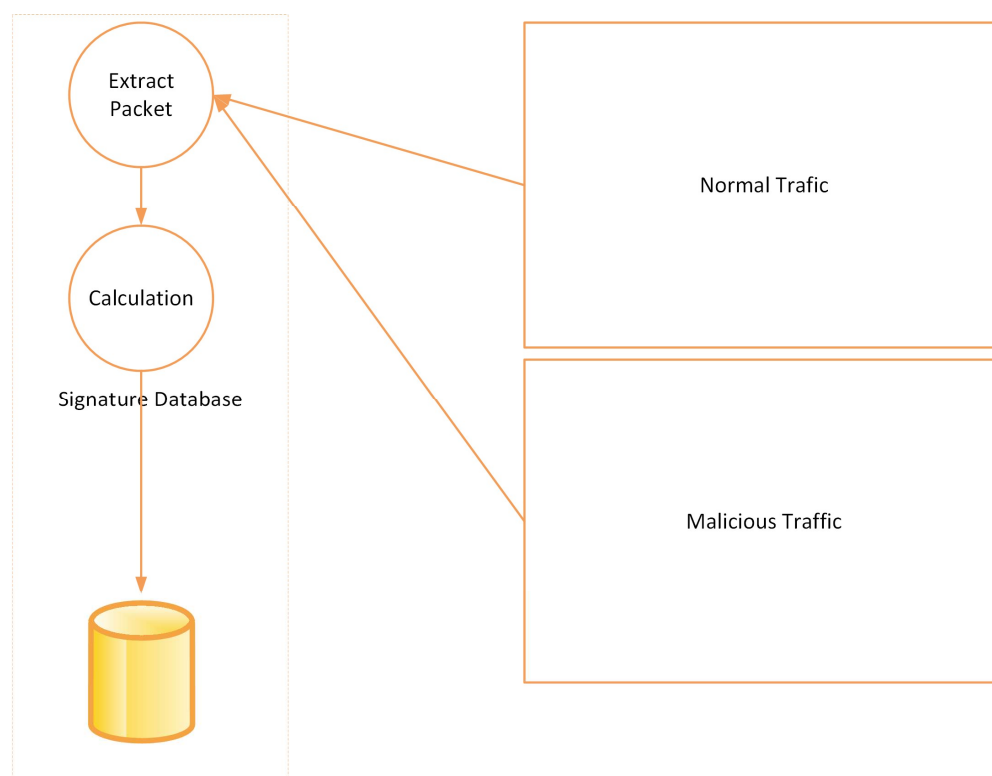 Extract
Packet
Normal Trafic
Calculation
Signature Database
Malicious Traffic